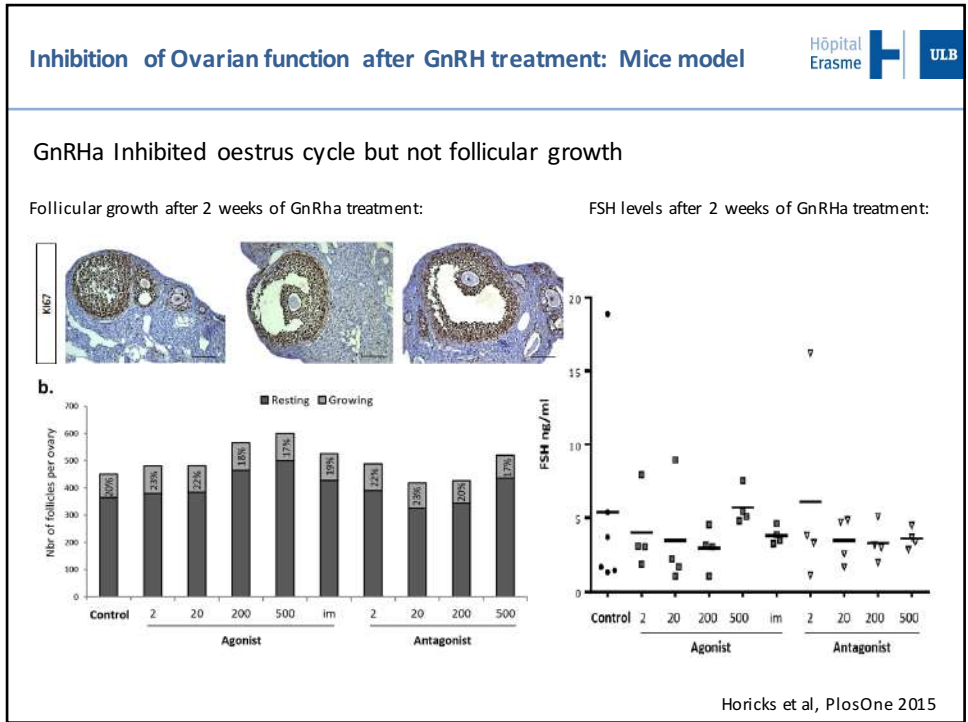 Inhibition of Ovarian function after GnRH treatment: Mice model
Hôpital
Erasme
ULB
GnRHa Inhibited oestrus cycle but not follicular growth
Follicular growth after 2 weeks of GnRha treatment:
FSH levels after 2 weeks of GnRHa treatment:
KI67
b.
Resting Growing
Nbr of follicles per ovary
700
600
500
400
300
200
100
0
20% 23% 22% 18% 17% 19% 22% 23% 20% 17%
Control 2 20 200 500 im 2 20 200 500
Agonist Antagonist
FSH ng/ml
20
15
10
5
0
Control 2 20 200 500 im 2 20 200 500
Agonist Antagonist
Horicks et al, PlosOne 2015